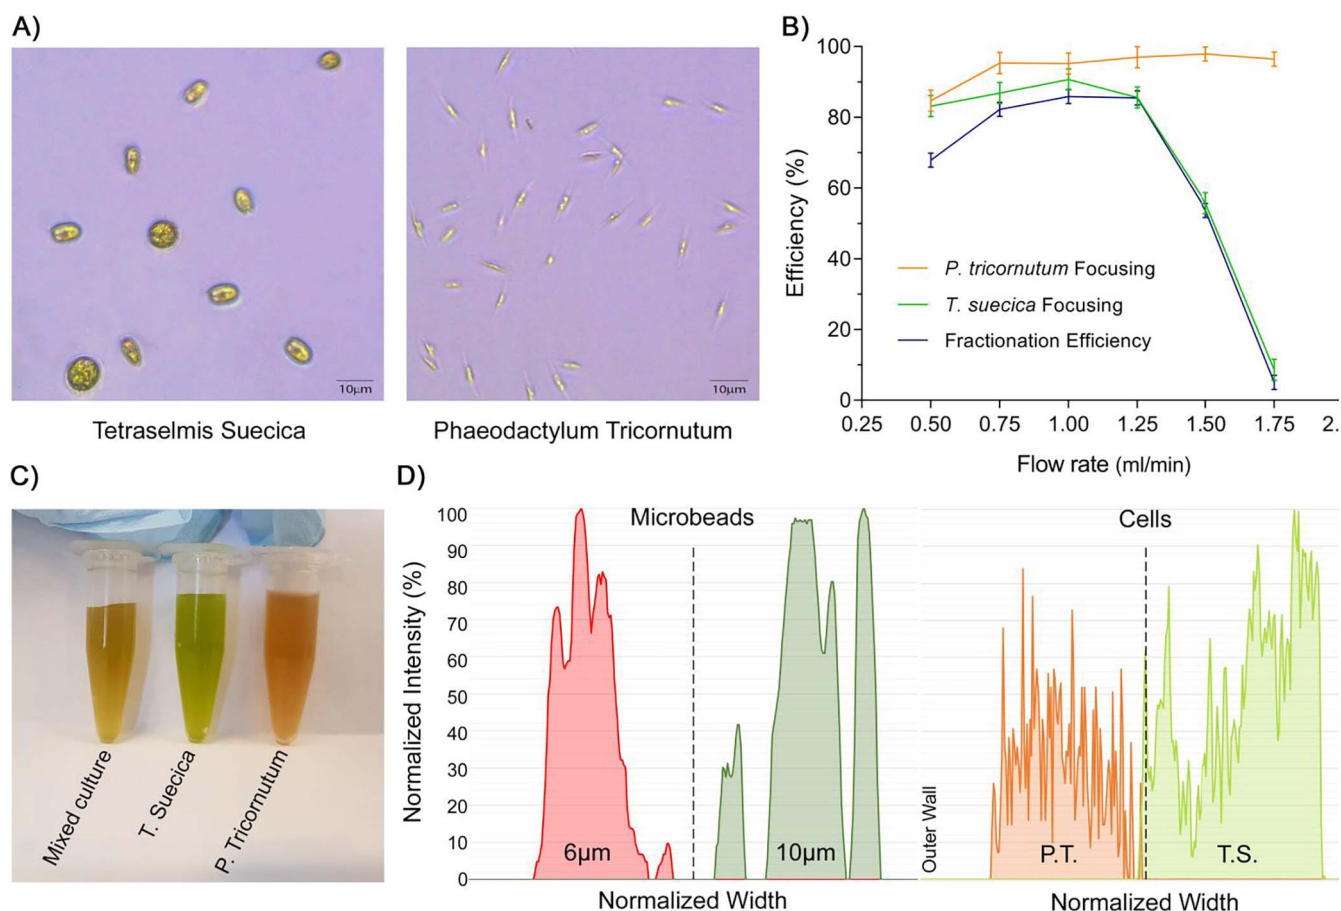 A)
10µm
10µm
Tetraselmis Suecica
Phaeodactylum Tricornutum
B)
100
80
60
40
20
0
Efficiency (%)
P. tricornutum Focusing
T. suecica Focusing
Fractionation Efficiency
0.25 0.50 0.75 1.00 1.25 1.50 1.75 2.
Flow rate (ml/min)
C)
Mixed culture
T. Suecica
P. Tricornutum
D)
100
90
80
70
60
50
40
30
20
10
0
Normalized Intensity (%)
Microbeads
6µm
10µm
Normalized Width
Cells
Outer Wall
P.T.
T.S.
Normalized Width